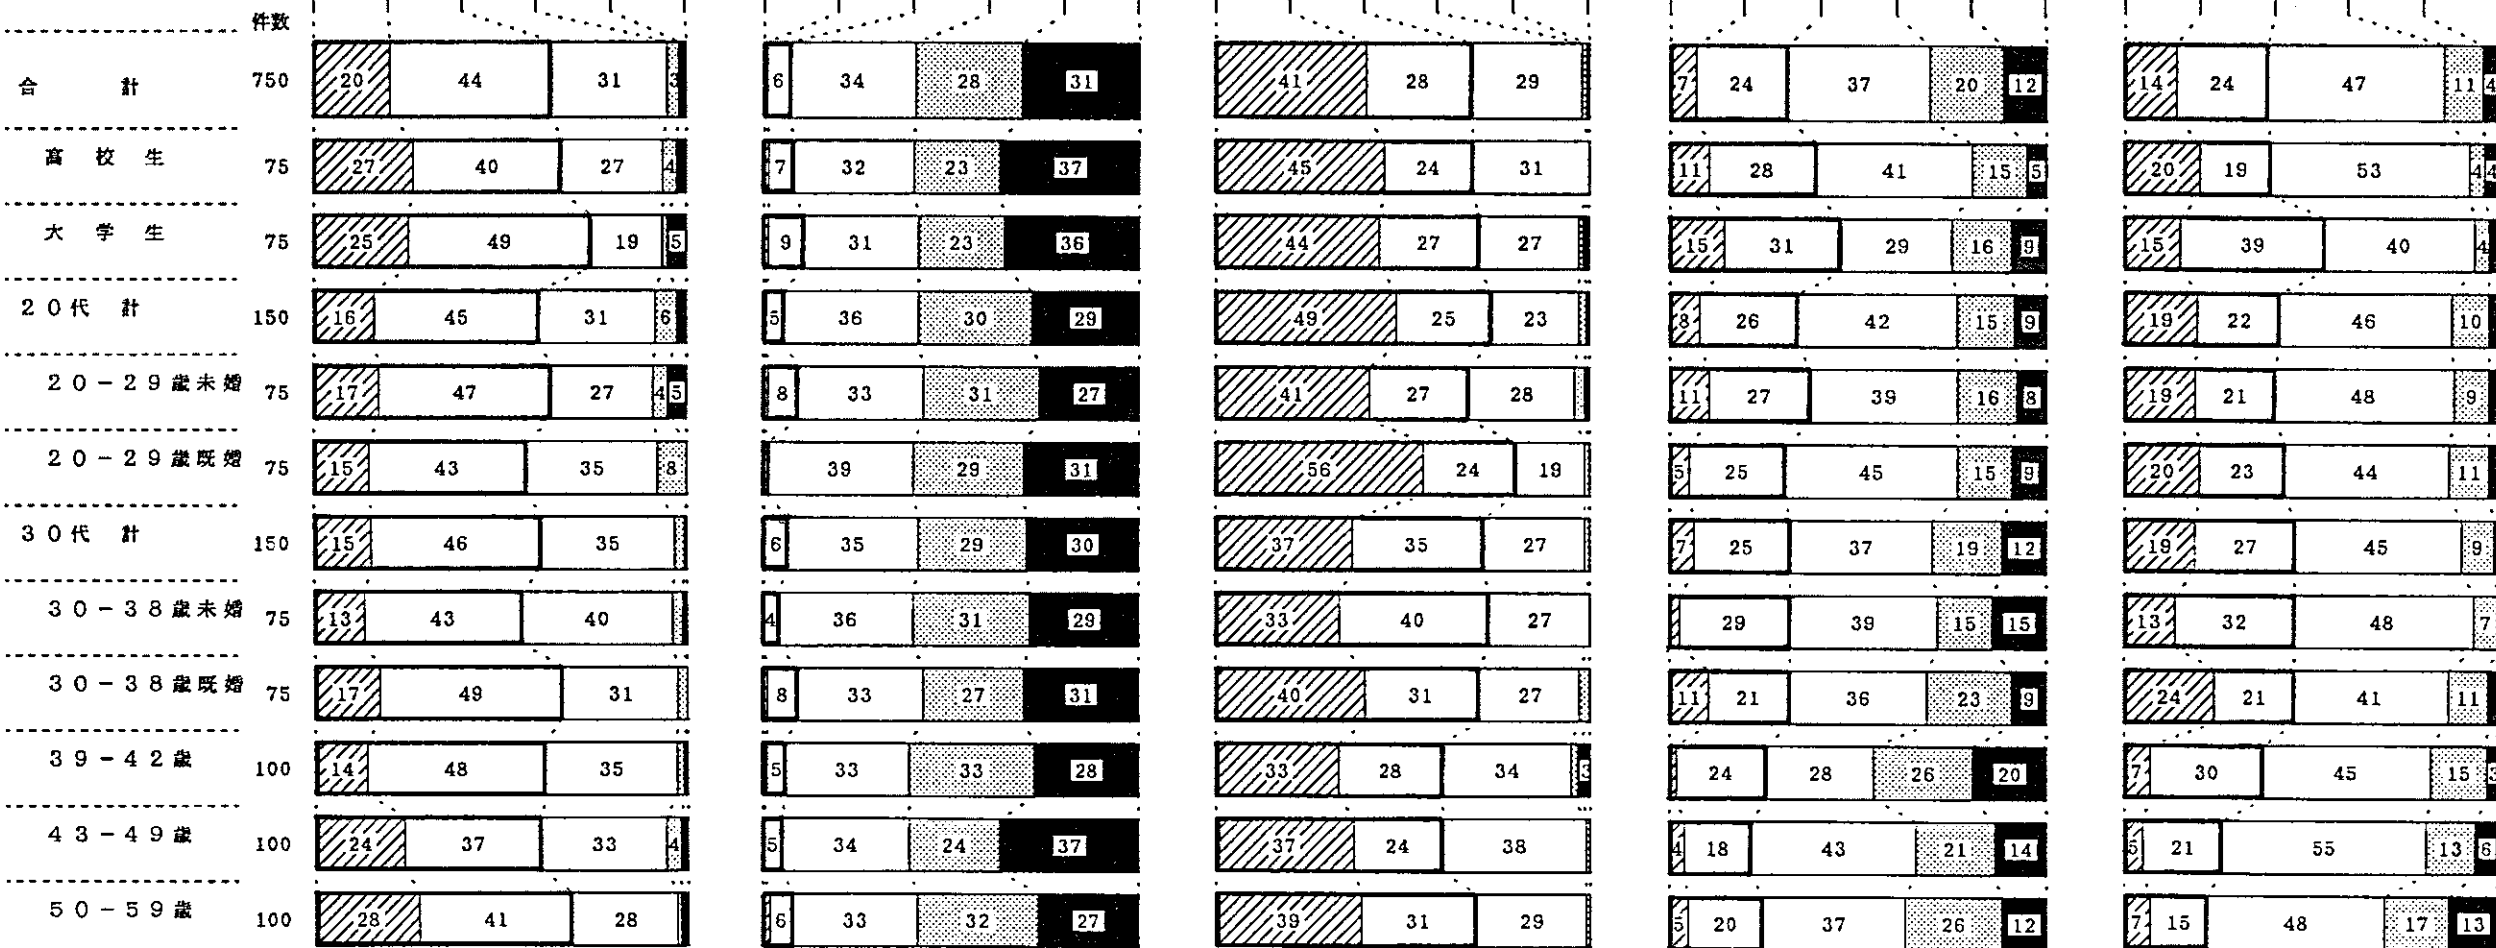 件数
合計 750 20 44 31 3 6 34 28 31 41 28 29 7 24 37 20 12 14 24 47 11 4
高校生 75 27 40 27 4 7 32 23 37 45 24 31 11 28 41 15 5 20 19 53 4 4
大学生 75 25 49 19 5 9 31 23 36 44 27 27 15 31 29 16 9 15 39 40 4
20代計 150 16 45 31 6 5 36 30 29 49 25 23 8 26 42 15 9 19 22 46 10
20-29歳未婚 75 17 47 27 4 5 8 33 31 27 41 27 28 11 27 39 16 8 19 21 48 9
20-29歳既婚 75 15 43 35 8 39 29 31 56 24 19 5 25 45 15 9 20 23 44 11
30代計 150 15 46 35 6 35 29 30 37 35 27 7 25 37 19 12 19 27 45 9
30-38歳未婚 75 13 43 40 4 36 31 29 33 40 27 29 39 15 15 13 32 48 7
30-38歳既婚 75 17 49 31 8 33 27 31 40 31 27 11 21 36 23 9 24 21 41 11
39-42歳 100 14 48 35 5 33 33 28 33 28 34 3 24 28 26 20 7 30 45 15 3
43-49歳 100 24 37 33 4 5 34 24 37 37 24 38 4 18 43 21 14 5 21 55 13 6
50-59歳 100 28 41 28 6 33 32 27 39 31 29 5 20 37 26 12 7 15 48 17 13